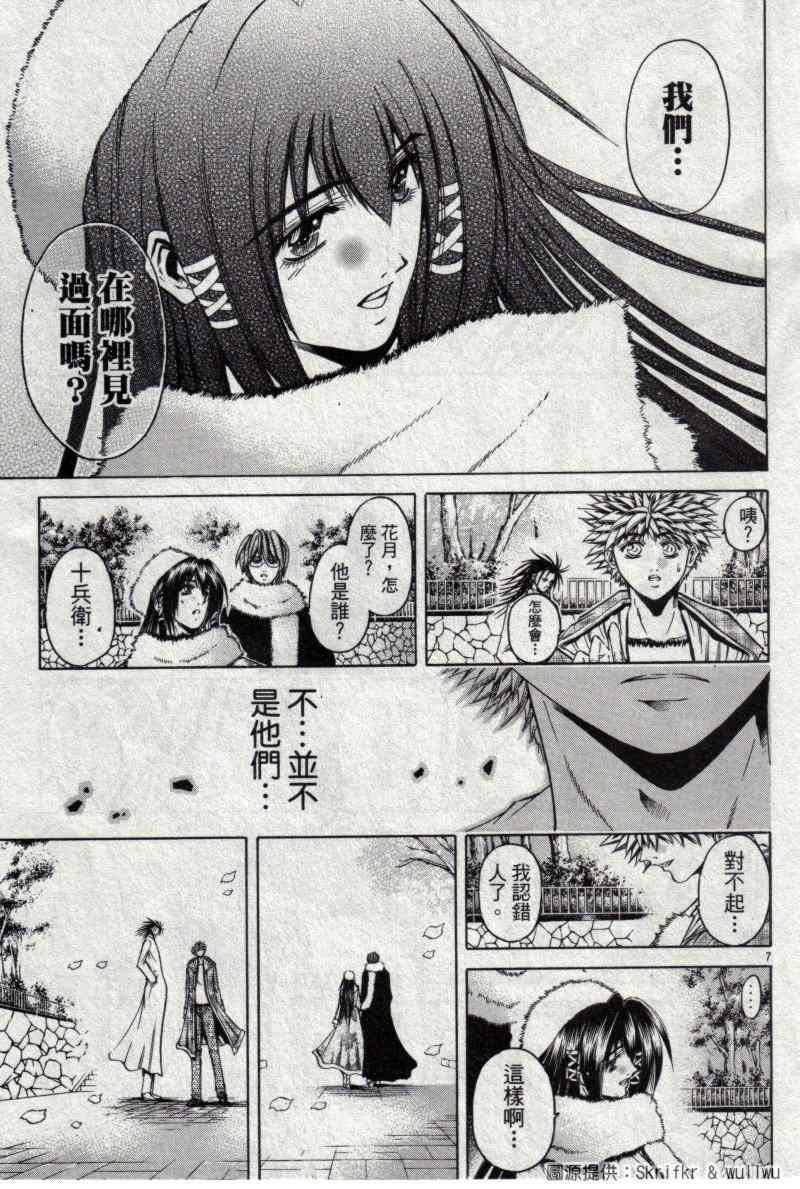 我們⋯
在哪裡見
過面嗎？
咦？
怎麼會⋯
花月，怎
麼了？
他是誰？
十兵衛⋯
不⋯並不
是他們⋯
對不起⋯
我認錯
人了。
7
⋯⋯
這樣啊⋯
圖源提供：Skrifkr & wullwu